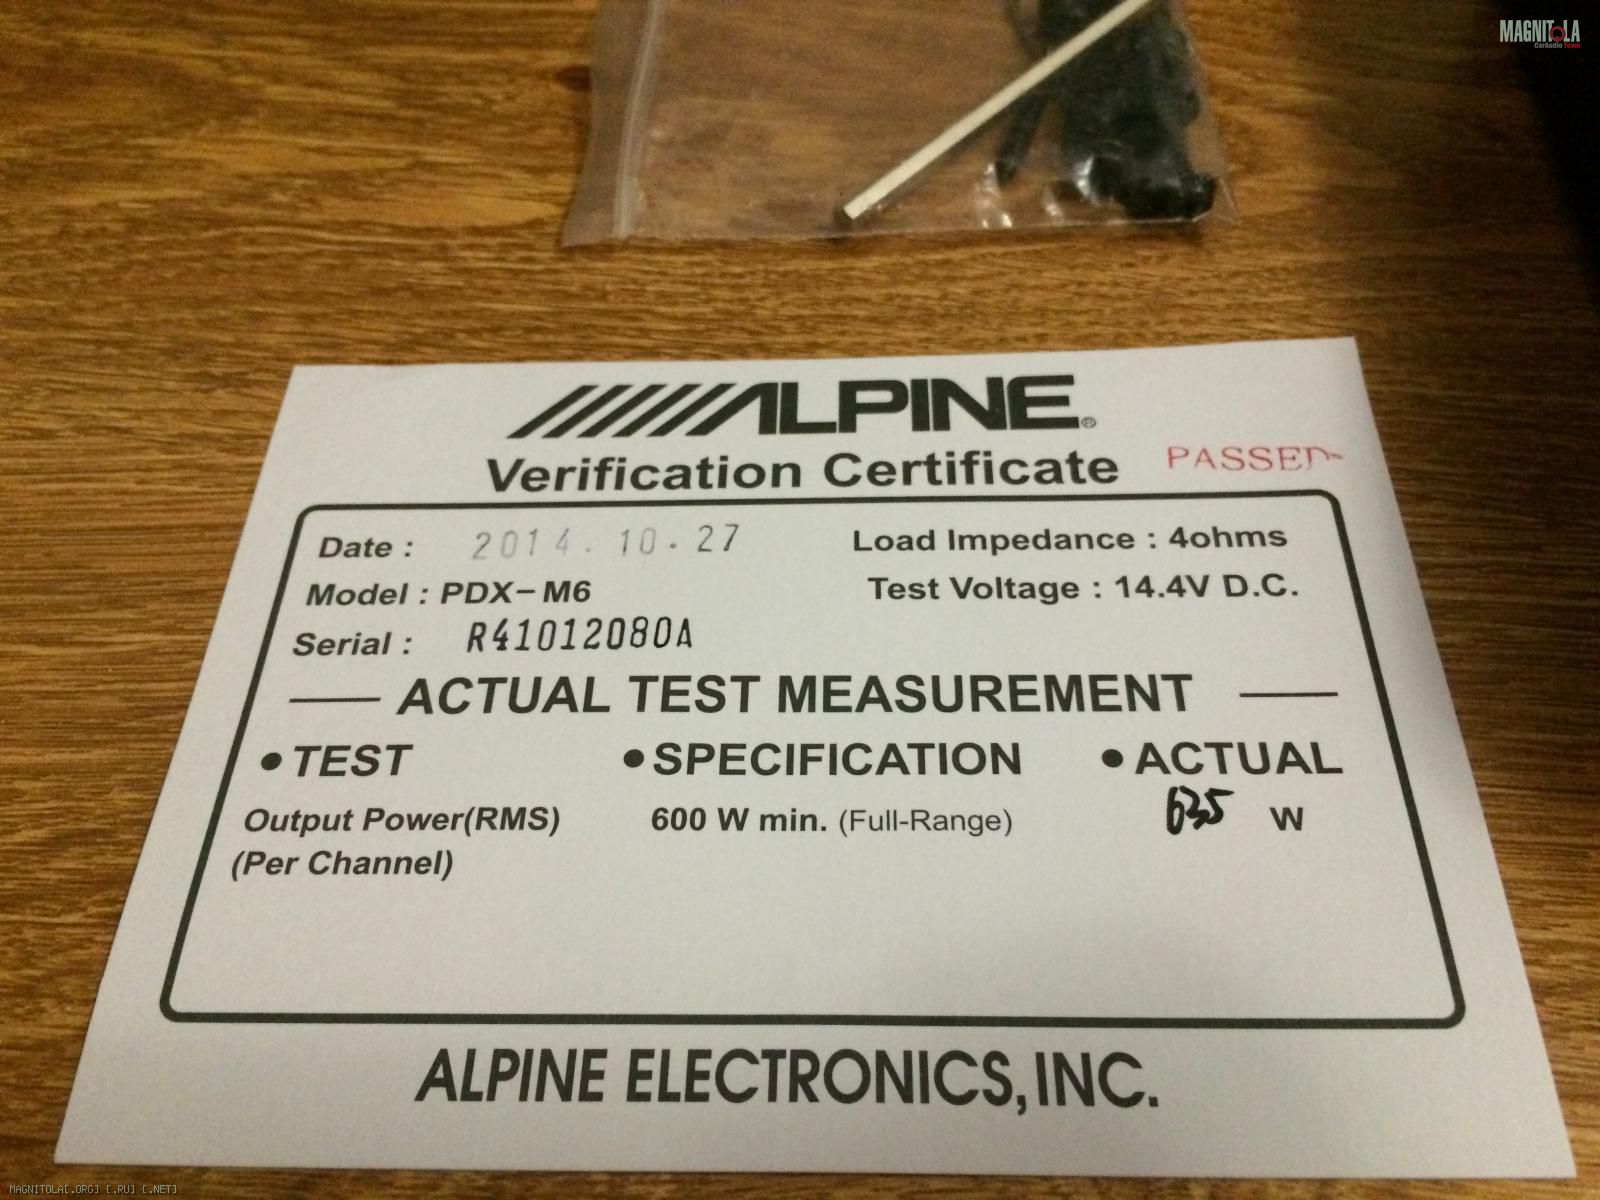 MAGNITOLA
CarAudio Team
ALPINE®
Verification Certificate
PASSED
Date : 2014.10.27
Load Impedance : 4ohms
Model : PDX-M6
Test Voltage : 14.4V D.C.
Serial : R41012080A
ACTUAL TEST MEASUREMENT
• TEST • SPECIFICATION • ACTUAL
Output Power(RMS) 600 W min. (Full-Range) 635 W
(Per Channel)
ALPINE ELECTRONICS, INC.
MAGNITOLA[.ORG] [.RU] [.NET]